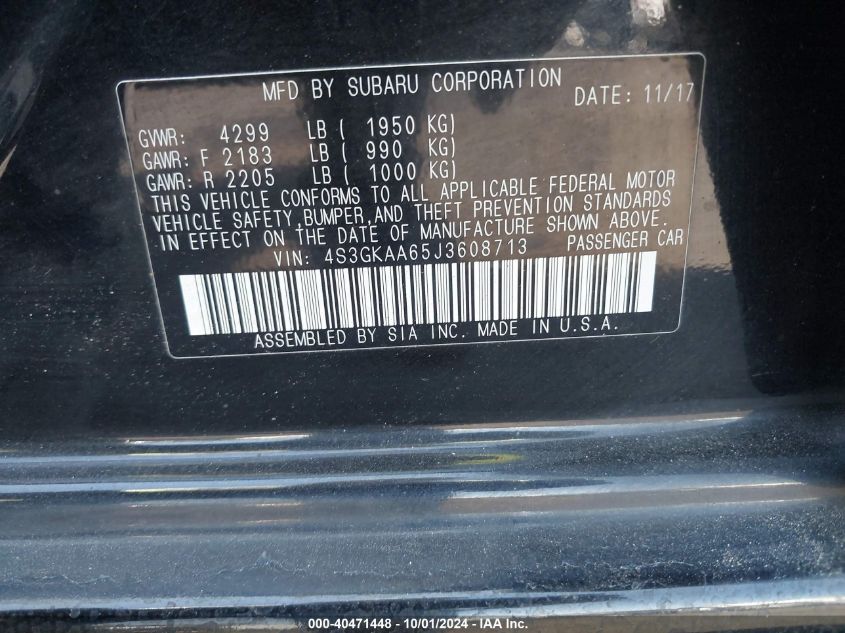 MFD BY SUBARU CORPORATION
DATE: 11/17
GVWR: 4299 LB ( 1950 KG)
GAWR: F 2183 LB ( 990 KG)
GAWR: R 2205 LB ( 1000 KG)
THIS VEHICLE CONFORMS TO ALL APPLICABLE FEDERAL MOTOR
VEHICLE SAFETY, BUMPER, AND THEFT PREVENTION STANDARDS
IN EFFECT ON THE DATE OF MANUFACTURE SHOWN ABOVE.
VIN: 4S3GKAA65J3608713 PASSENGER CAR
ASSEMBLED BY SIA INC. MADE IN U.S.A.
000-40471448 - 10/01/2024 - IAA Inc.